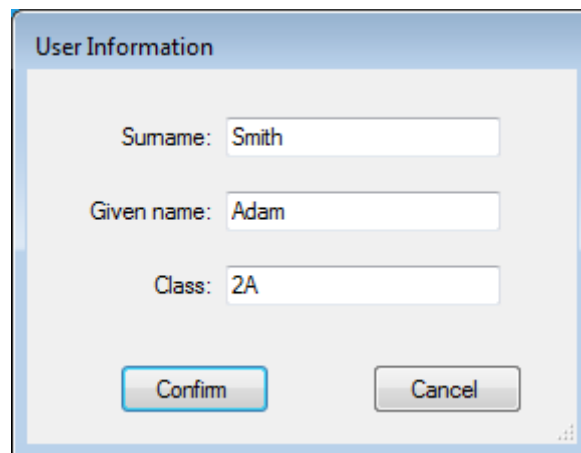 User Information
Surname: Smith
Given name: Adam
Class: 2A
Confirm Cancel